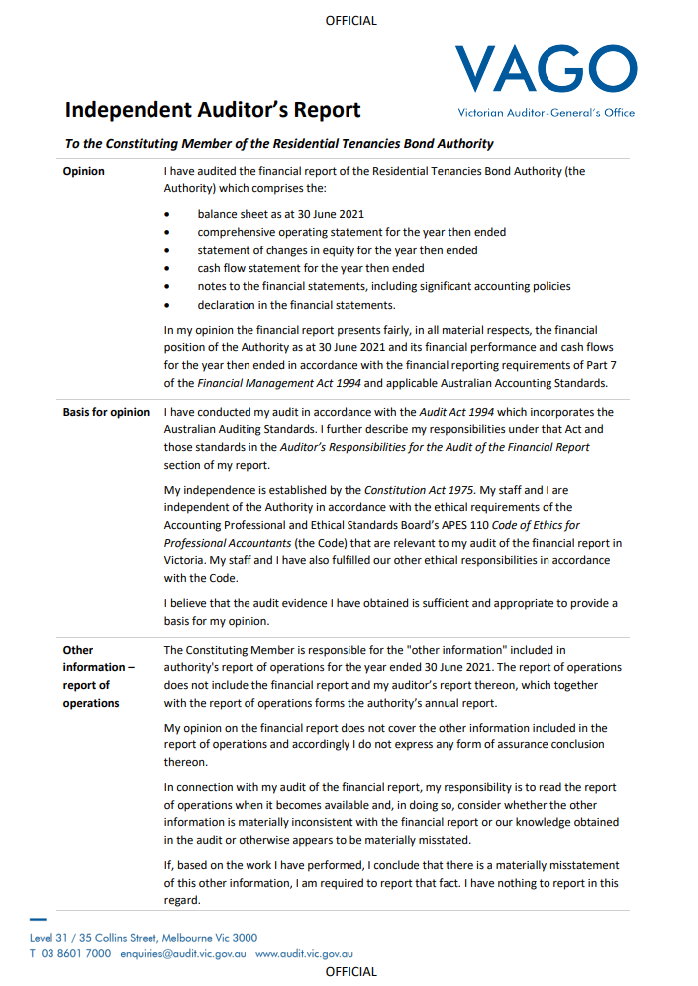 OFFICIAL
VAGO
Victorian Auditor-General's Office
Independent Auditor's Report
To the Constituting Member of the Residential Tenancies Bond Authority
Opinion
I have audited the financial report of the Residential Tenancies Bond Authority (the
Authority) which comprises the:
• balance sheet as at 30 June 2021
• comprehensive operating statement for the year then ended
• statement of changes in equity for the year then ended
• cash flow statement for the year then ended
• notes to the financial statements, including significant accounting policies
• declaration in the financial statements.
In my opinion the financial report presents fairly, in all material respects, the financial
position of the Authority as at 30 June 2021 and its financial performance and cash flows
for the year then ended in accordance with the financial reporting requirements of Part 7
of the Financial Management Act 1994 and applicable Australian Accounting Standards.
Basis for opinion
I have conducted my audit in accordance with the Audit Act 1994 which incorporates the
Australian Auditing Standards. I further describe my responsibilities under that Act and
those standards in the Auditor's Responsibilities for the Audit of the Financial Report
section of my report.
My independence is established by the Constitution Act 1975. My staff and I are
independent of the Authority in accordance with the ethical requirements of the
Accounting Professional and Ethical Standards Board's APES 110 Code of Ethics for
Professional Accountants (the Code) that are relevant to my audit of the financial report in
Victoria. My staff and I have also fulfilled our other ethical responsibilities in accordance
with the Code.
I believe that the audit evidence I have obtained is sufficient and appropriate to provide a
basis for my opinion.
Other
information –
report of
operations
The Constituting Member is responsible for the "other information" included in
authority's report of operations for the year ended 30 June 2021. The report of operations
does not include the financial report and my auditor's report thereon, which together
with the report of operations forms the authority's annual report.
My opinion on the financial report does not cover the other information included in the
report of operations and accordingly I do not express any form of assurance conclusion
thereon.
In connection with my audit of the financial report, my responsibility is to read the report
of operations when it becomes available and, in doing so, consider whether the other
information is materially inconsistent with the financial report or our knowledge obtained
in the audit or otherwise appears to be materially misstated.
If, based on the work I have performed, I conclude that there is a materially misstatement
of this other information, I am required to report that fact. I have nothing to report in this
regard.
Level 31 / 35 Collins Street, Melbourne Vic 3000
T 03 8601 7000 enquiries@audit.vic.gov.au www.audit.vic.gov.au
OFFICIAL